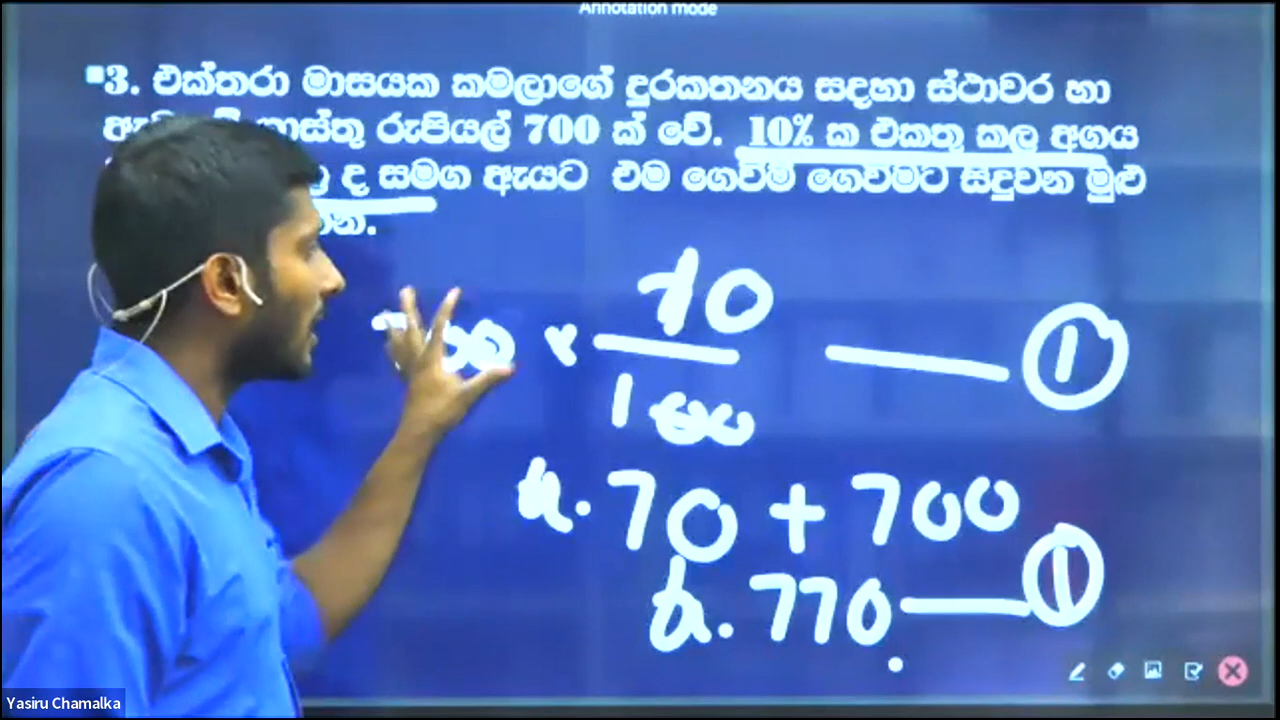 Annotation mode
3. එක්තරා මාසයක කමලාගේ දුරකතනය සඳහා ස්ථාවර හා
ගාස්තු රුපියල් 700 ක් වේ. 10% ක එකතු කල අගය
ද සමග ඇයට එම ගෙවීම ගෙවීමට සිදුවන මුළු
700 × 10/100 — 1
රු. 70 + 700
රු. 770 — 1
Yasiru Chamalka